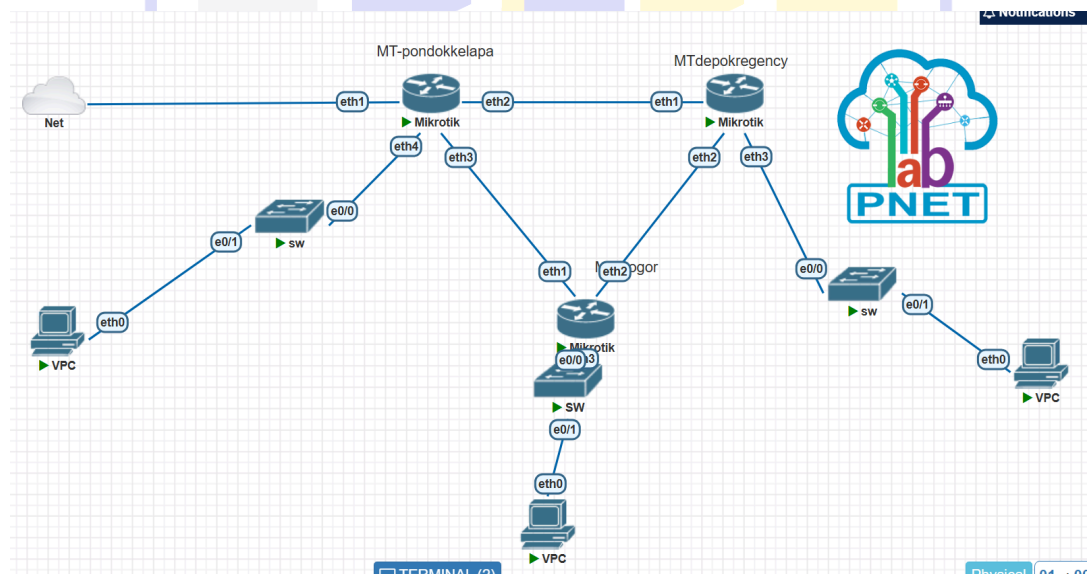 Notifications
MT-pondokkelapa
MTdepokregency
Net
eth1
eth2
eth1
Mikrotik
Mikrotik
eth4
eth3
eth2
eth3
lab
PNET
e0/0
sw
e0/1
eth1
eth2
e0/0
e0/1
sw
eth0
VPC
Mikrotik
e0/0
SW
eth0
VPC
e0/1
eth0
VPC
TERMINAL
Physical